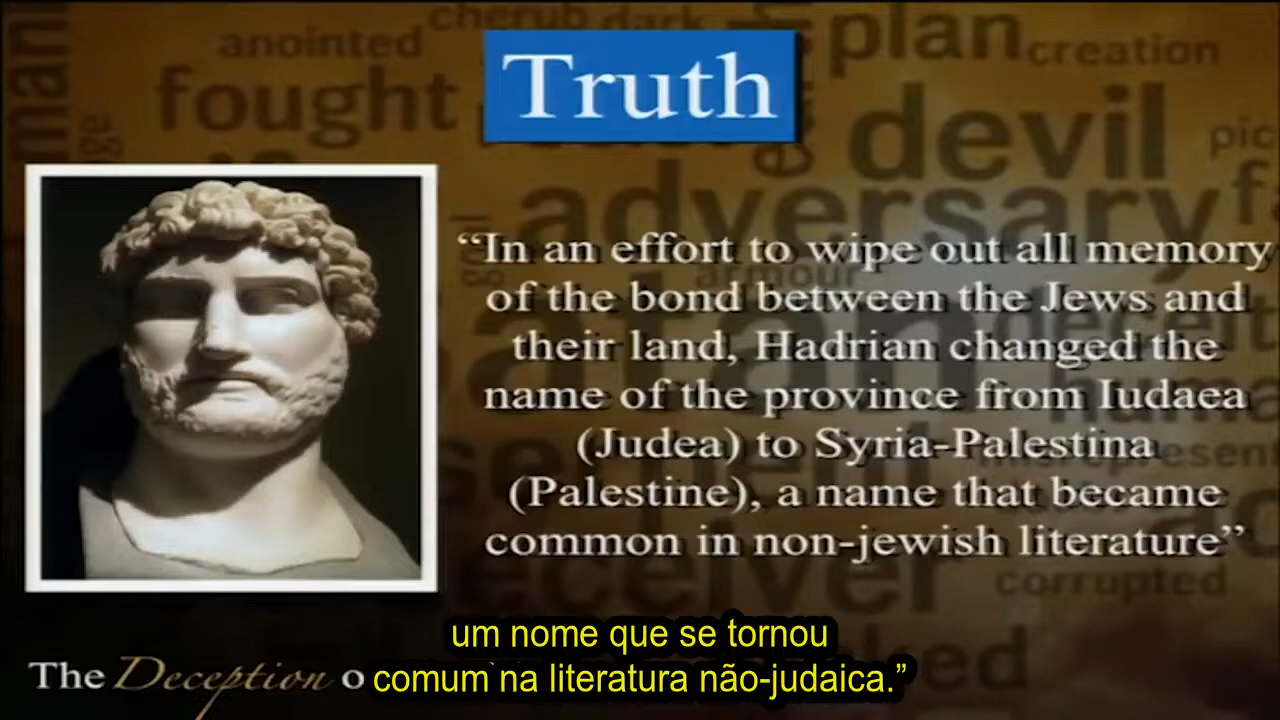 cherub dark
anointed
plan
creation
fought
Truth
devil
adversary
“In an effort to wipe out all memory
of the bond between the Jews and
their land, Hadrian changed the
name of the province from Iudaea
(Judea) to Syria-Palestina
(Palestine), a name that became
common in non-jewish literature”
armour
corrupted
um nome que se tornou
The Deception o
comum na literatura não-judaica.”